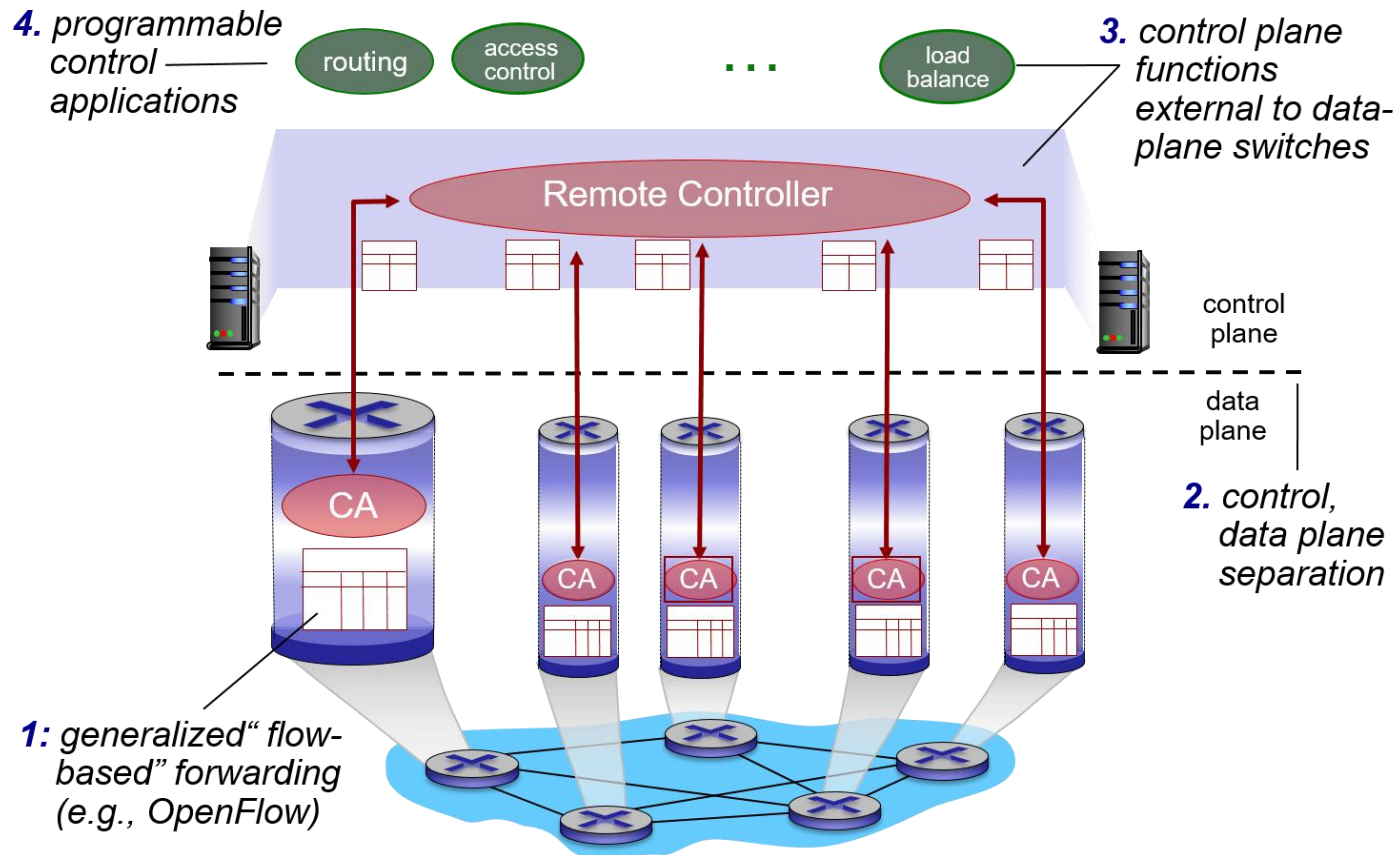 4. programmable
control
applications
routing
access
control
...
load
balance
3. control plane
functions
external to data-
plane switches
Remote Controller
control
plane
data
plane
CA
CA
CA
CA
CA
2. control,
data plane
separation
1: generalized“ flow-
based” forwarding
(e.g., OpenFlow)